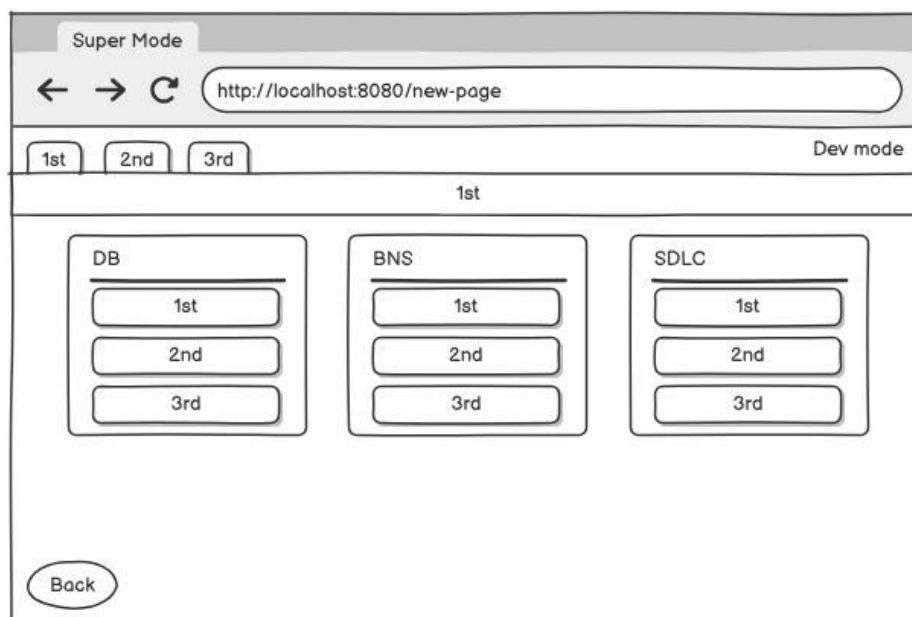 Super Mode
http://localhost:8080/new-page
1st 2nd 3rd Dev mode
1st
DB BNS SDLC
1st 1st 1st
2nd 2nd 2nd
3rd 3rd 3rd
Back